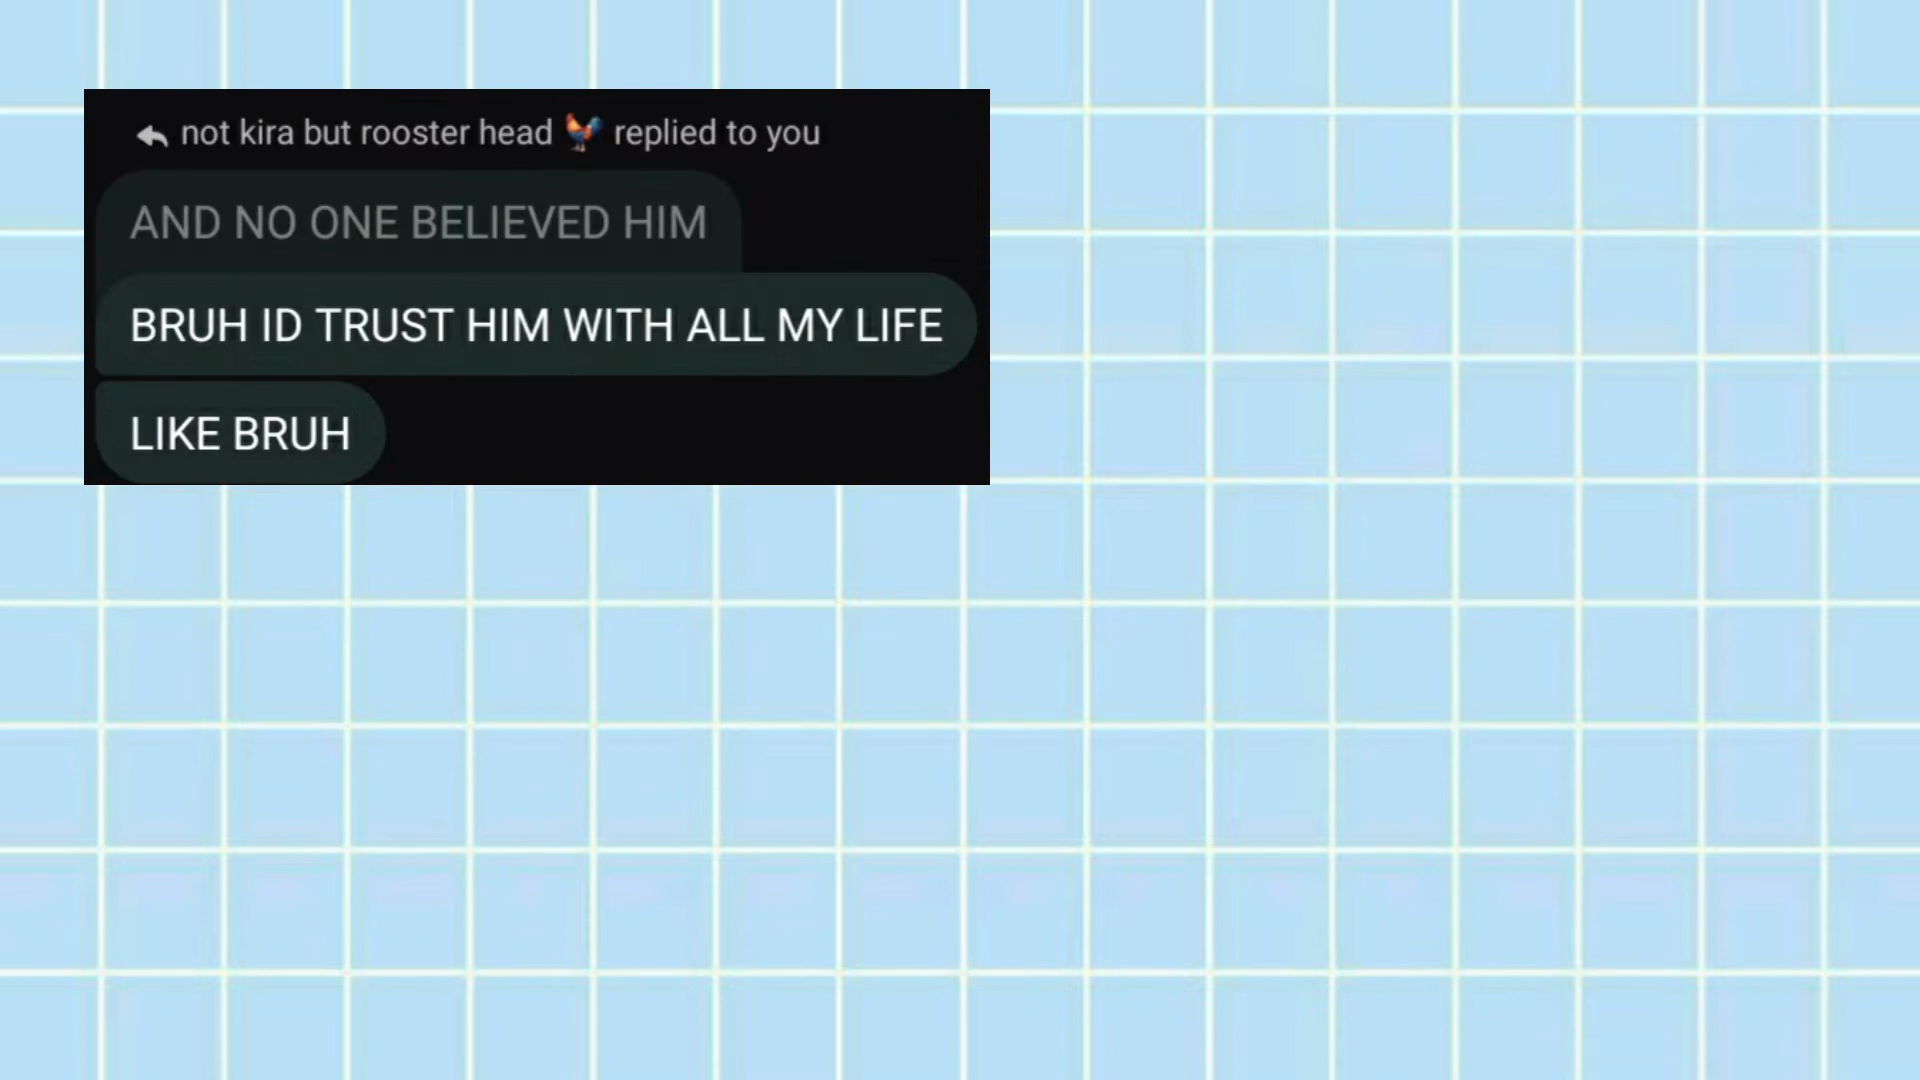 not kira but rooster head 🐓 replied to you
AND NO ONE BELIEVED HIM
BRUH ID TRUST HIM WITH ALL MY LIFE
LIKE BRUH